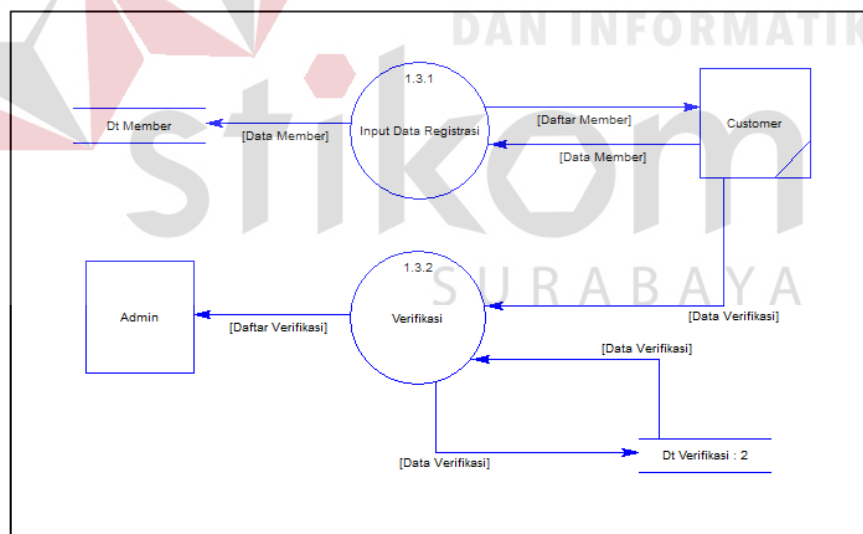 DAN INFORMATIK
stikom
SURABAYA
1.3.1
Input Data Registrasi
Dt Member
[Data Member]
[Daftar Member]
[Data Member]
Customer
1.3.2
Verifikasi
Admin
[Daftar Verifikasi]
[Data Verifikasi]
[Data Verifikasi]
[Data Verifikasi]
Dt Verifikasi : 2